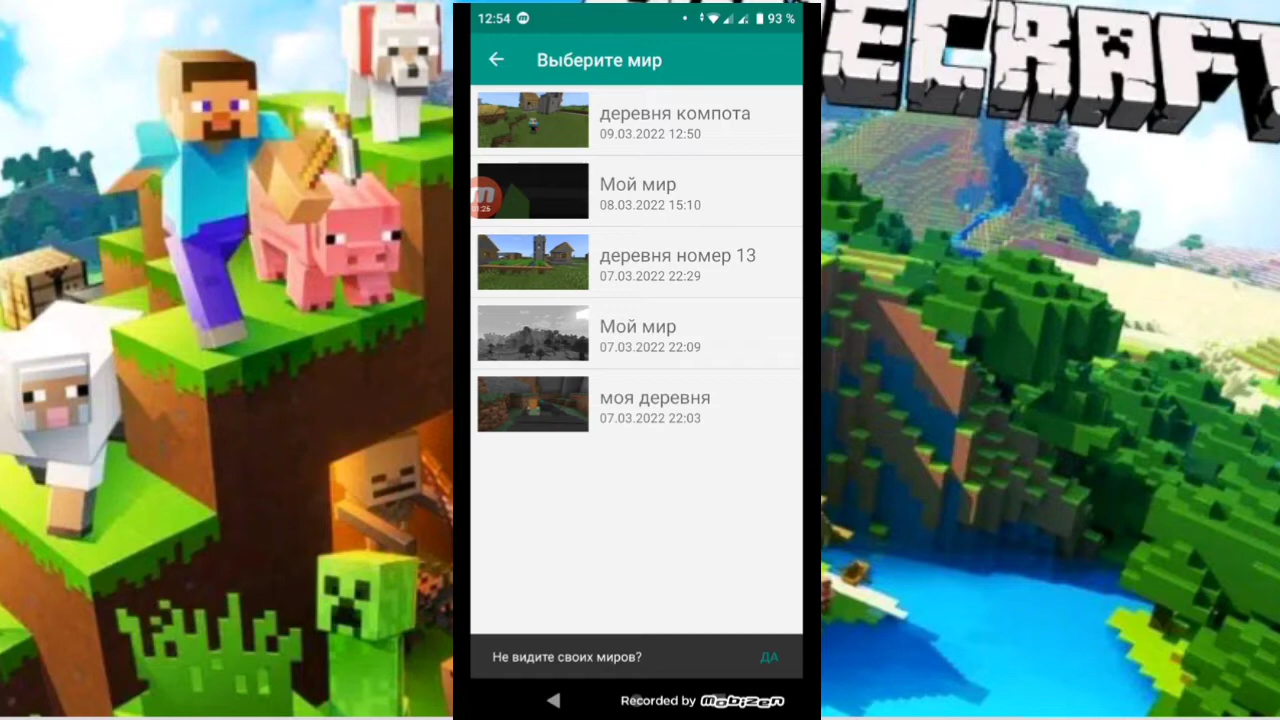 12:54
93 %
Выберите мир
деревня компота
09.03.2022 12:50
Мой мир
08.03.2022 15:10
деревня номер 13
07.03.2022 22:29
Мой мир
07.03.2022 22:09
моя деревня
07.03.2022 22:03
Не видите своих миров? ДА
Recorded by Mobizen
ECRAFT